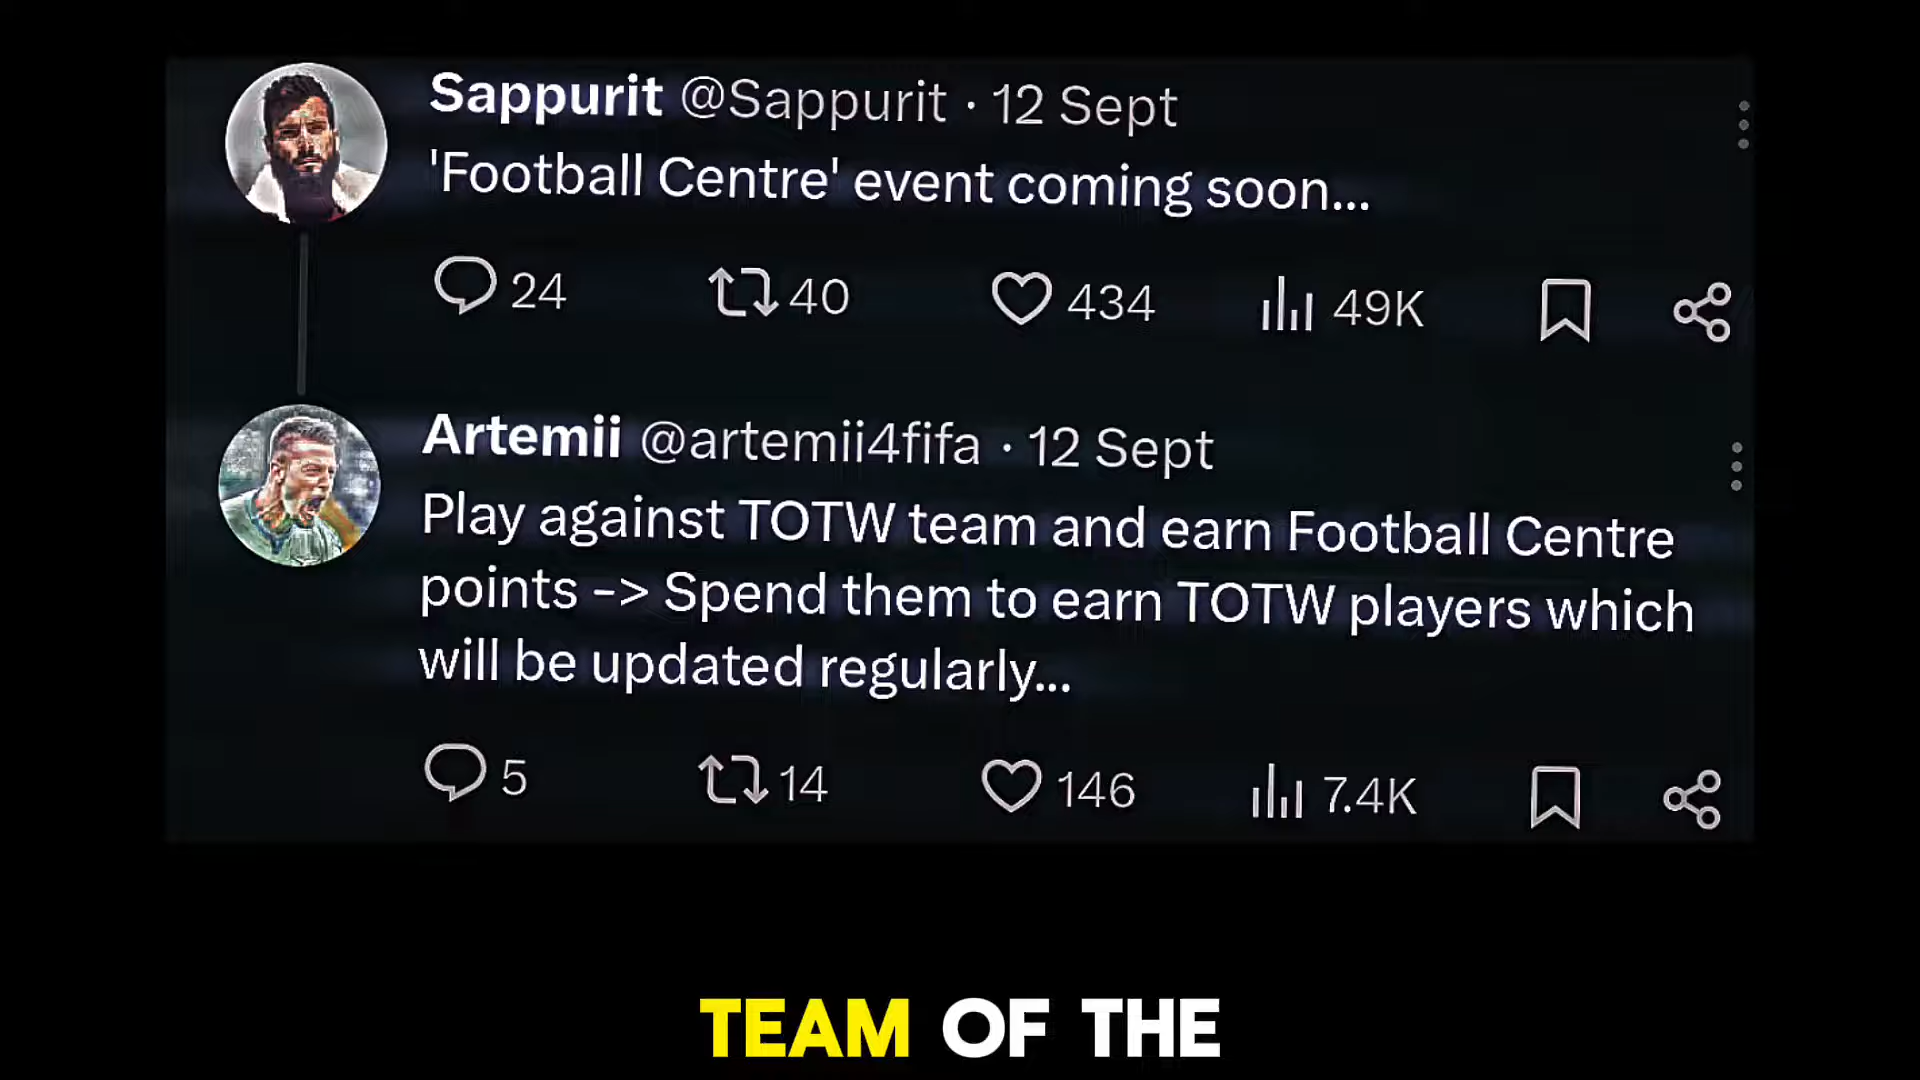 Sappurit @Sappurit · 12 Sept
'Football Centre' event coming soon...
24 40 434 49K
Artemii @artemii4fifa · 12 Sept
Play against TOTW team and earn Football Centre
points -> Spend them to earn TOTW players which
will be updated regularly...
5 14 146 7.4K
TEAM OF THE